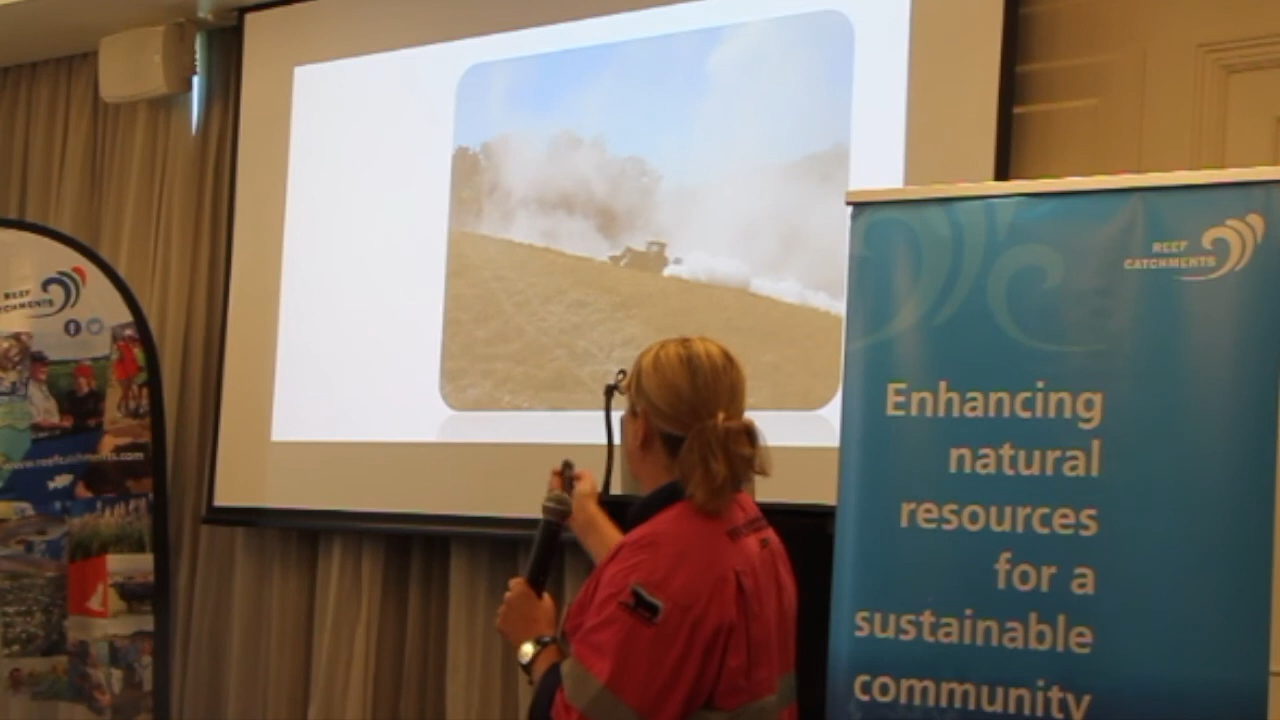 REEF
CATCHMENTS
www.reefcatchments.com
REEF
CATCHMENTS
Enhancing
natural
resources
for a
sustainable
community